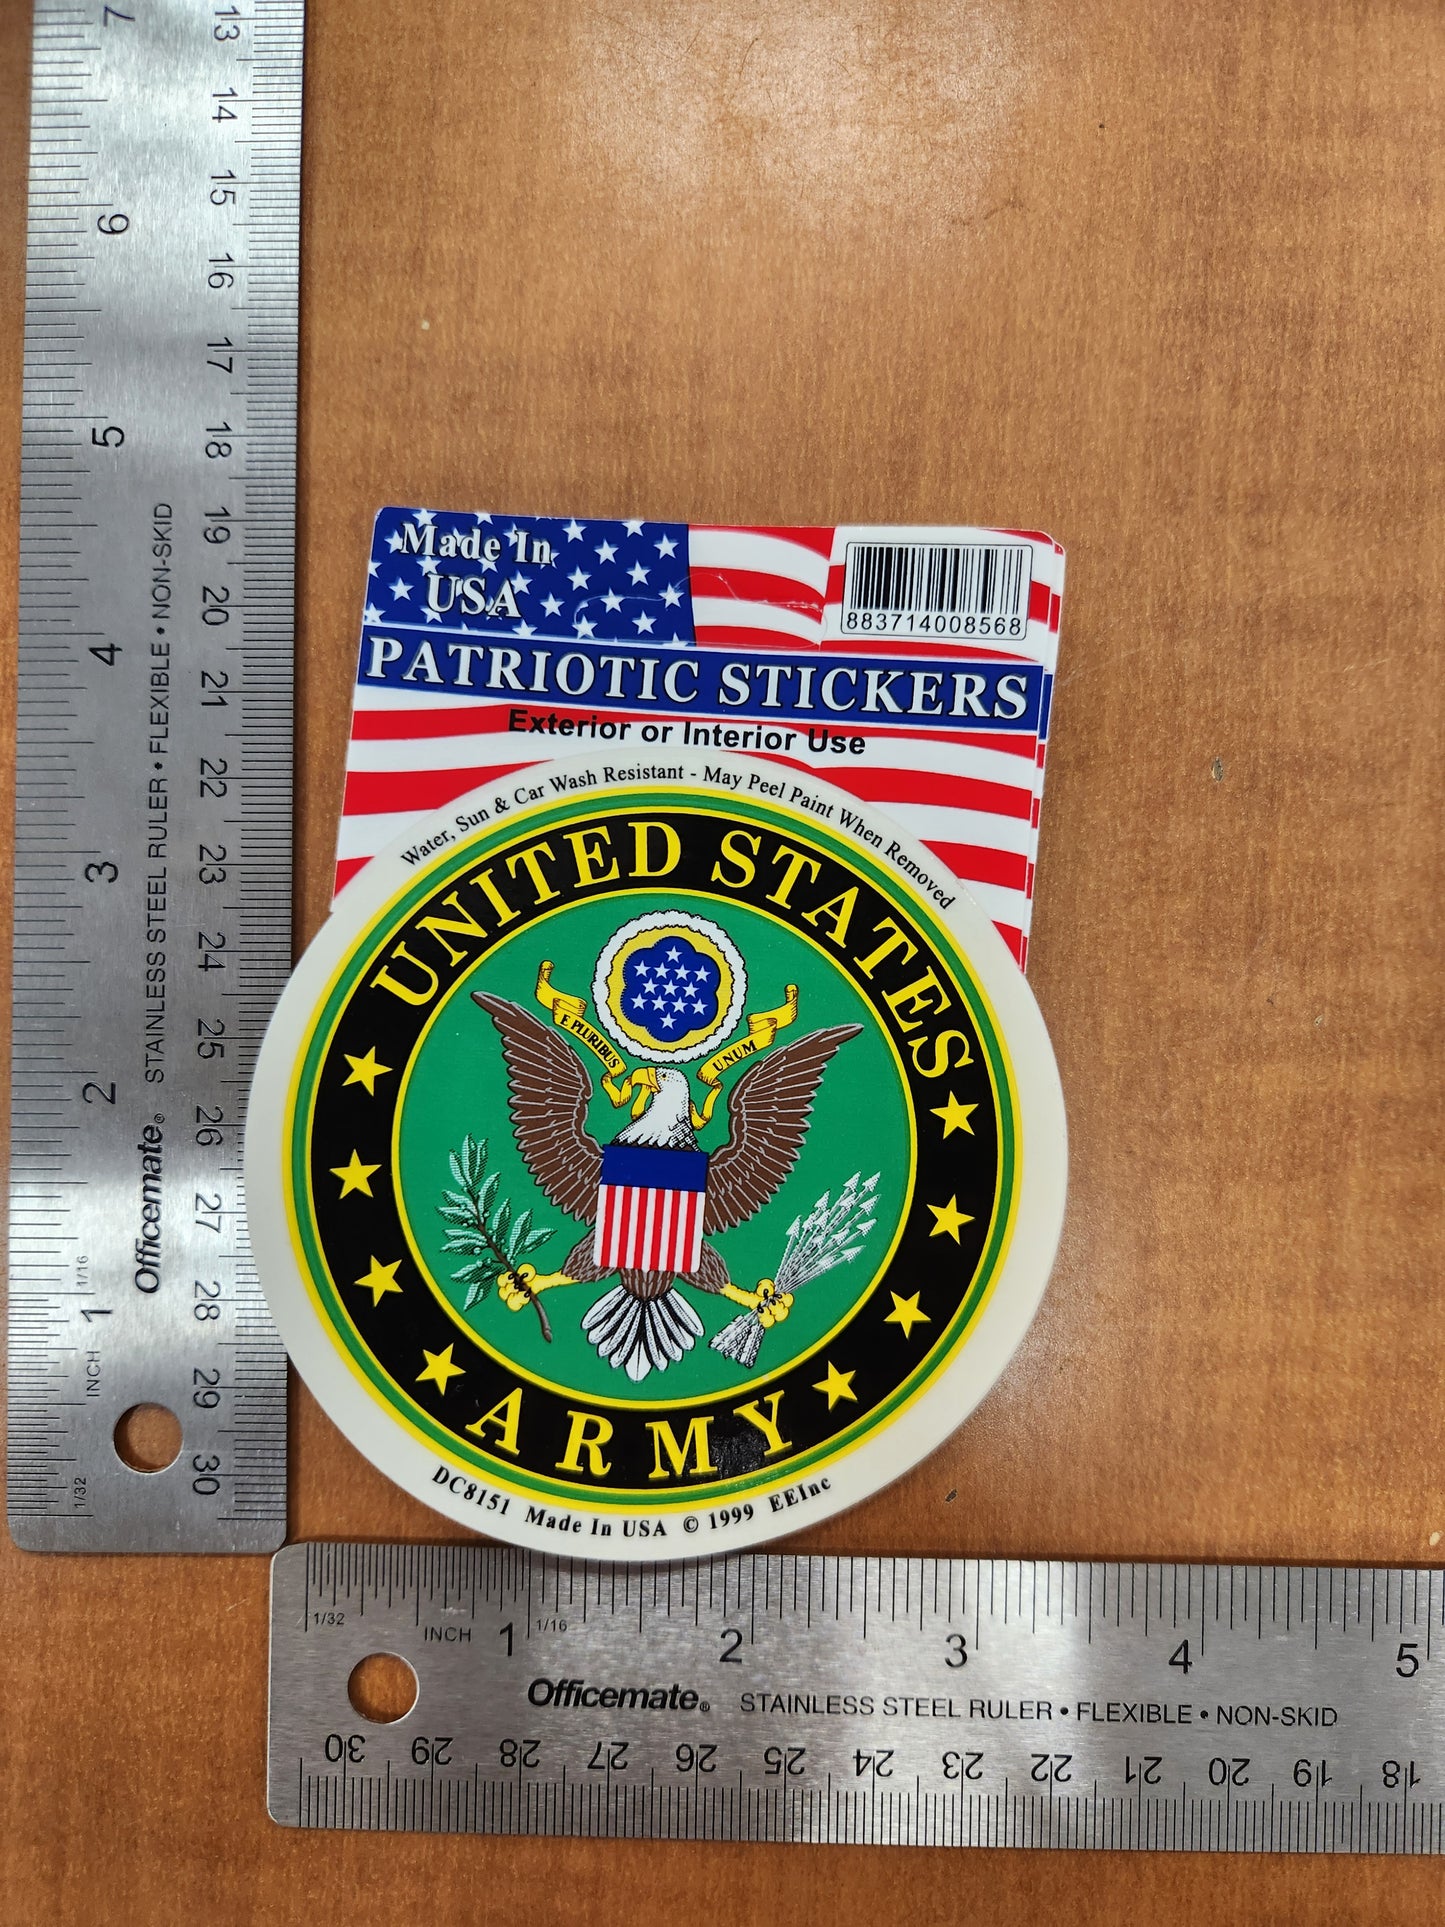 Made In
USA
883714008568
PATRIOTIC STICKERS
Exterior or Interior Use
Water, Sun & Car Wash Resistant - May Peel Paint When Removed
UNITED STATES
E PLURIBUS
UNUM
ARMY
DC8151 Made In USA © 1999 EEInc
7
6
5
4
3
2
1
INCH
1/16
1/32
Officemate® STAINLESS STEEL RULER • FLEXIBLE • NON-SKID
13
14
15
16
17
18
19
20
21
22
23
24
25
26
27
28
29
30
1/32
INCH
1
1/16
2
3
4
5
Officemate® STAINLESS STEEL RULER • FLEXIBLE • NON-SKID
30 29 28 27 26 25 24 23 22 21 20 19 18